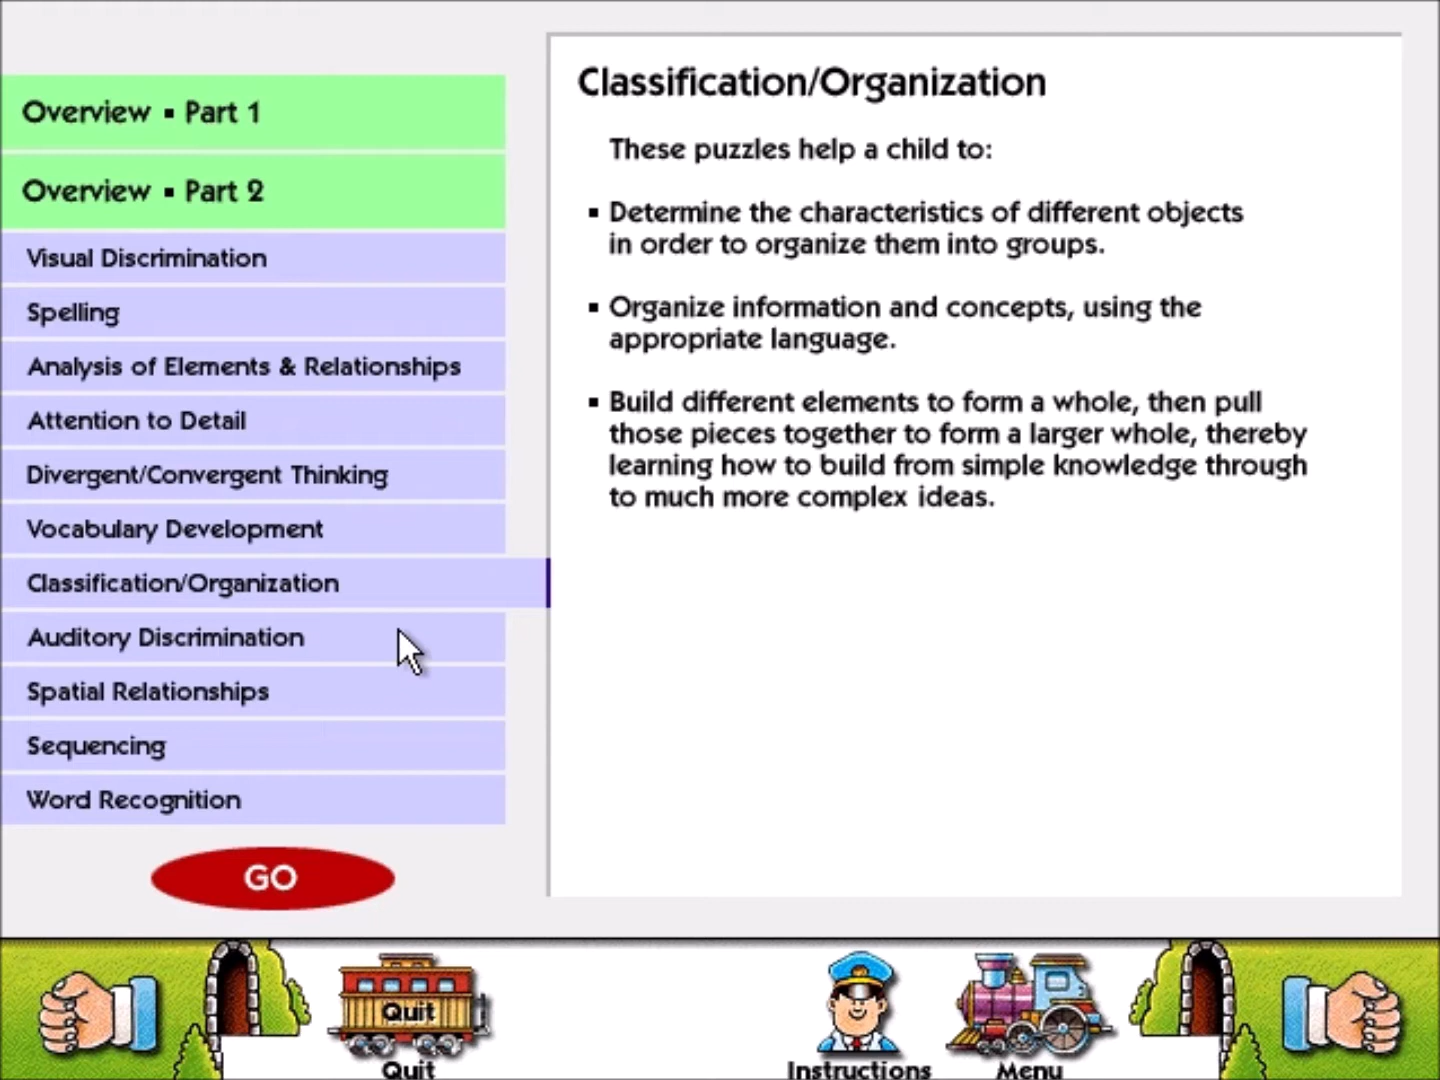 Overview ▪ Part 1
Overview ▪ Part 2
Visual Discrimination
Spelling
Analysis of Elements & Relationships
Attention to Detail
Divergent/Convergent Thinking
Vocabulary Development
Classification/Organization
Auditory Discrimination
Spatial Relationships
Sequencing
Word Recognition
GO
Classification/Organization
These puzzles help a child to:
▪ Determine the characteristics of different objects
in order to organize them into groups.
▪ Organize information and concepts, using the
appropriate language.
▪ Build different elements to form a whole, then pull
those pieces together to form a larger whole, thereby
learning how to build from simple knowledge through
to much more complex ideas.
Quit
Quit
Instructions
Menu